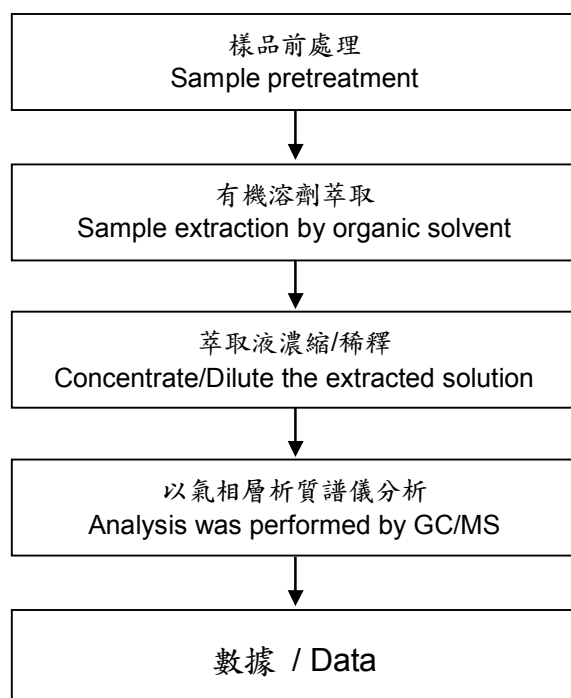 樣品前處理
Sample pretreatment
有機溶劑萃取
Sample extraction by organic solvent
萃取液濃縮/稀釋
Concentrate/Dilute the extracted solution
以氣相層析質譜儀分析
Analysis was performed by GC/MS
數據 / Data